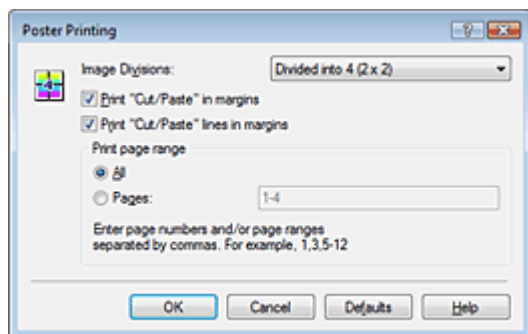 Poster Printing
Image Divisions: Divided into 4 (2 x 2)
4
Print "Cut/Paste" in margins
Print "Cut/Paste" lines in margins
Print page range
All
Pages: 1-4
Enter page numbers and/or page ranges
separated by commas. For example, 1,3,5-12
OK Cancel Defaults Help